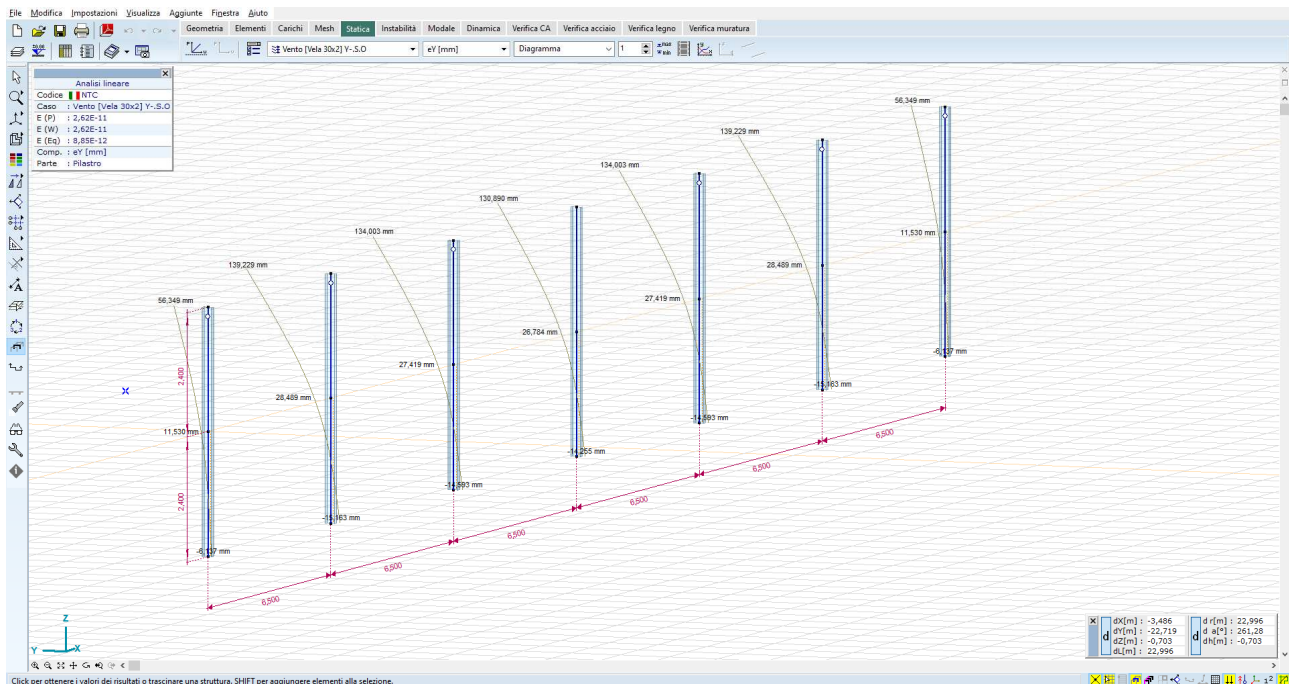 File Modifica Impostazioni Visualizza Aggiunte Finestra Aiuto
Geometria Elementi Carichi Mesh Statica Instabilità Modale Dinamica Verifica CA Verifica acciaio Verifica legno Verifica muratura
Vento [Vela 30x2] Y-.S.O eY [mm] Diagramma 1
Analisi lineare
Codice NTC
Caso : Vento [Vela 30x2] Y-.S.O
E (P) : 2,62E-11
E (W) : 2,62E-11
E (Eq) : 8,85E-12
Comp. : eY [mm]
Parte : Pilastro
56,349 mm
139,229 mm
134,003 mm
130,890 mm
134,003 mm
139,229 mm
56,349 mm
11,530 mm
28,489 mm
27,419 mm
26,784 mm
27,419 mm
28,489 mm
11,530 mm
-6,137 mm
-15,163 mm
-14,593 mm
-14,255 mm
-14,593 mm
-15,163 mm
-6,137 mm
2,400
2,400
6,500
6,500
6,500
6,500
6,500
6,500
Z
Y
X
d
dX[m] : -3,486
dY[m] : -22,719
dZ[m] : -0,703
dL[m] : 22,996
d
d r[m] : 22,996
d a[°] : 261,28
dh[m] : -0,703
Click per ottenere i valori dei risultati o trascinare una struttura. SHIFT per aggiungere elementi alla selezione.